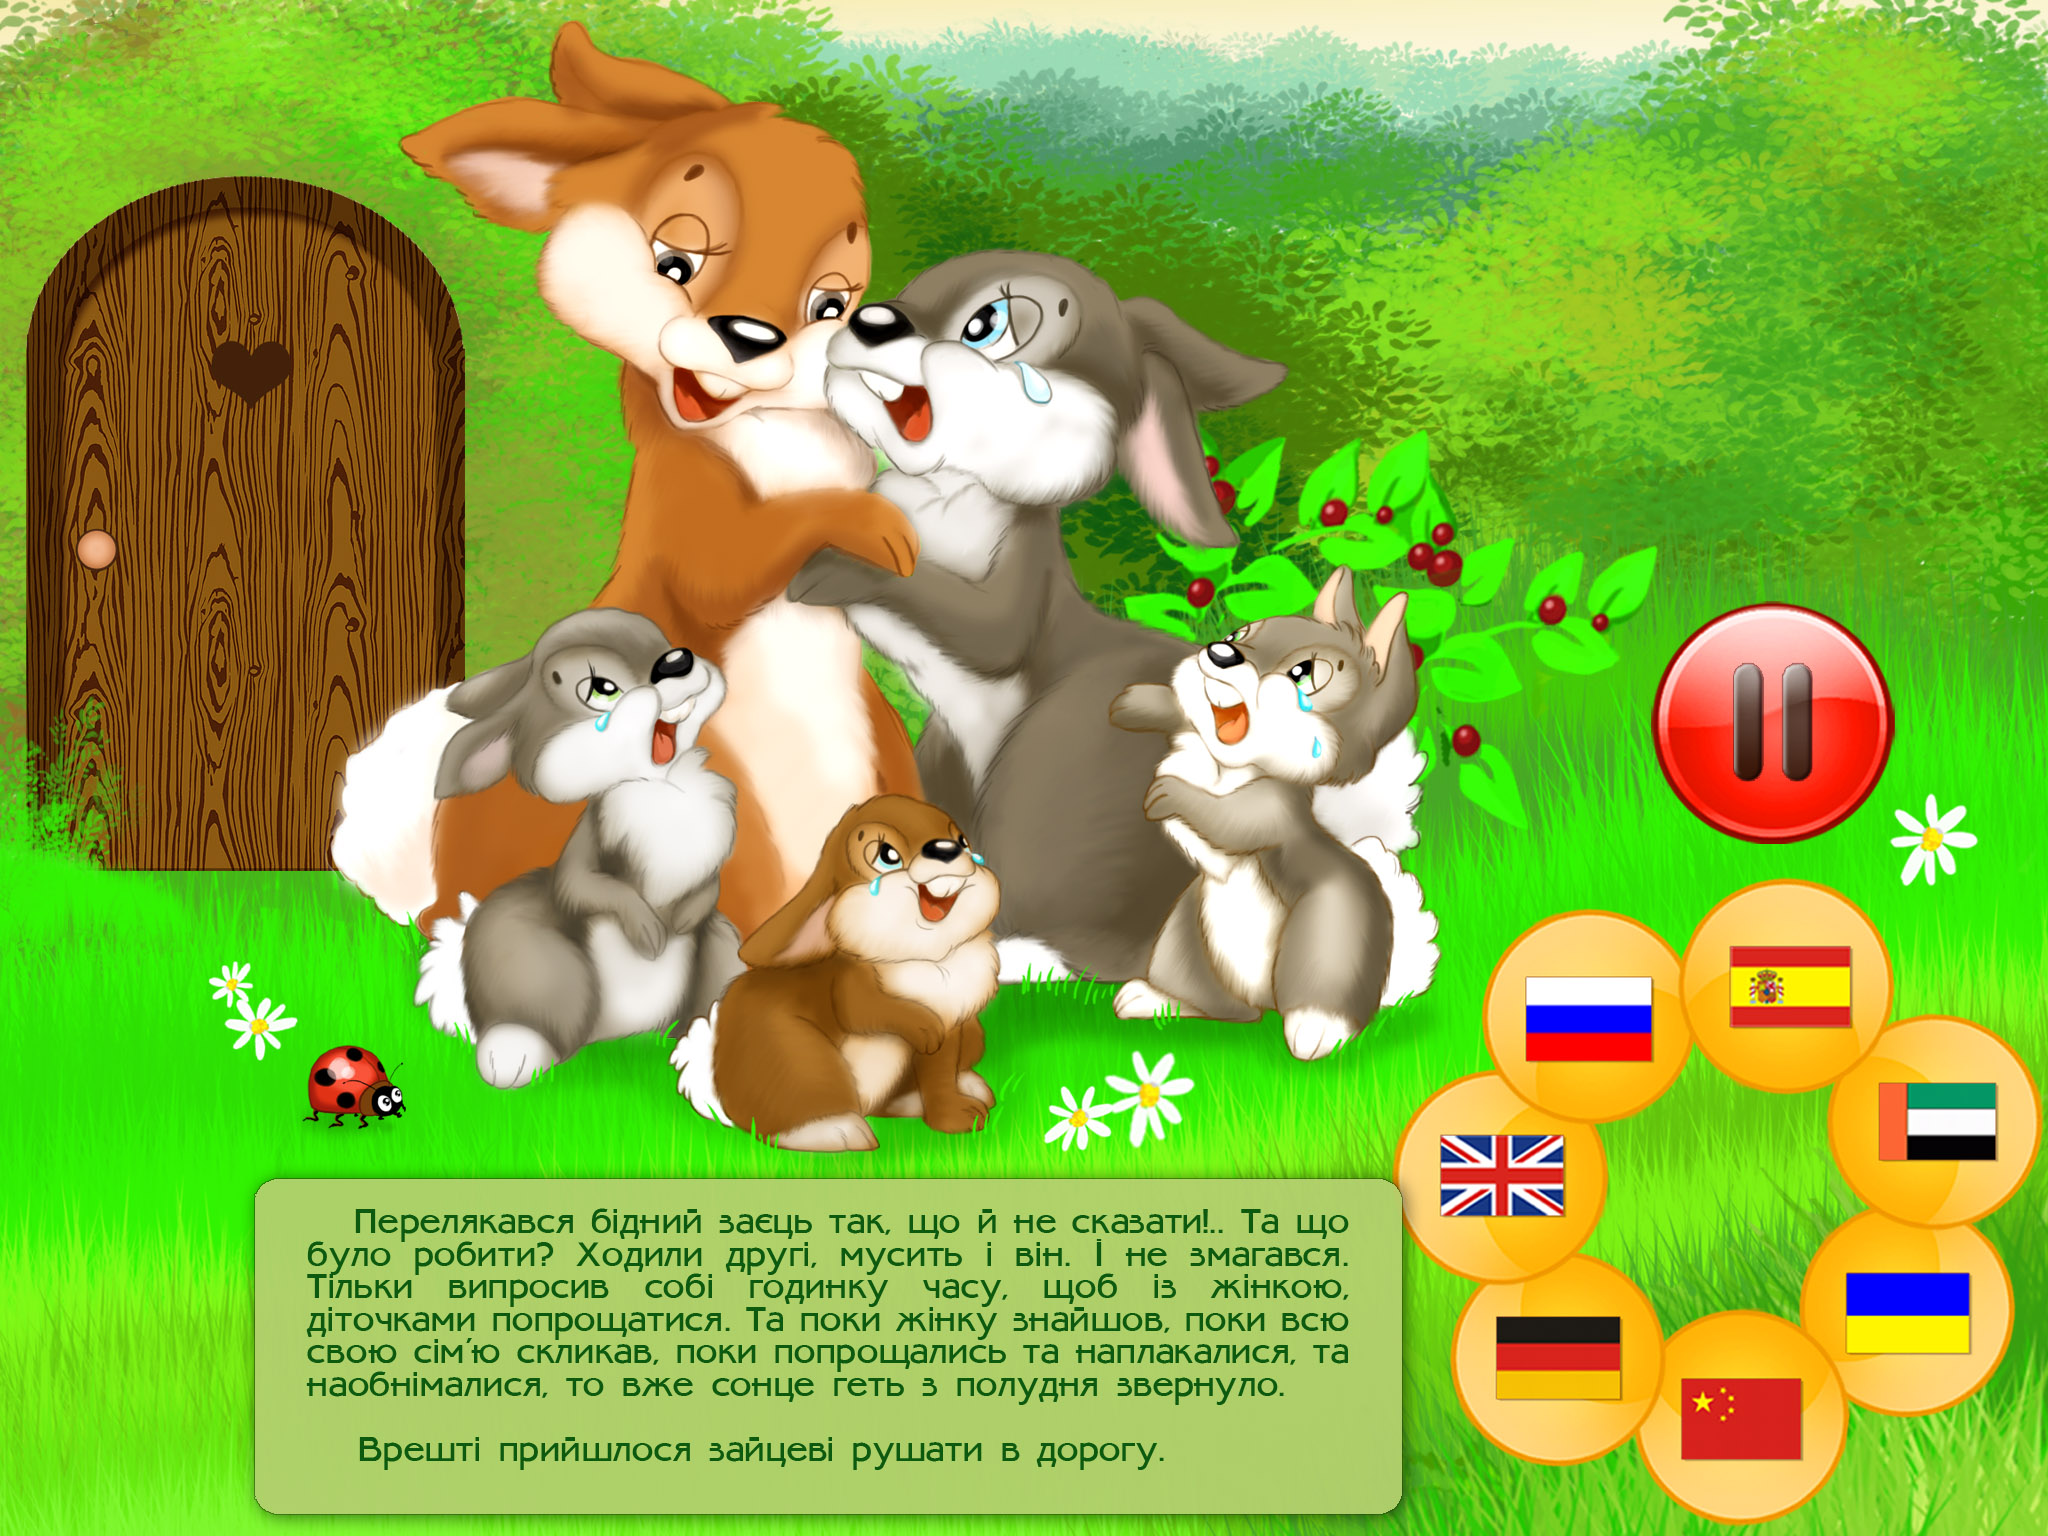 Перелякався бідний заєць так, що й не сказати!.. Та що
було робити? Ходили другі, мусить і він. І не змагався.
Тільки випросив собі годинку часу, щоб із жінкою,
діточками попрощатися. Та поки жінку знайшов, поки всю
свою сім'ю скликав, поки попрощались та наплакалися, та
наобнімалися, то вже сонце геть з полудня звернуло.
Врешті прийшлося зайцеві рушати в дорогу.